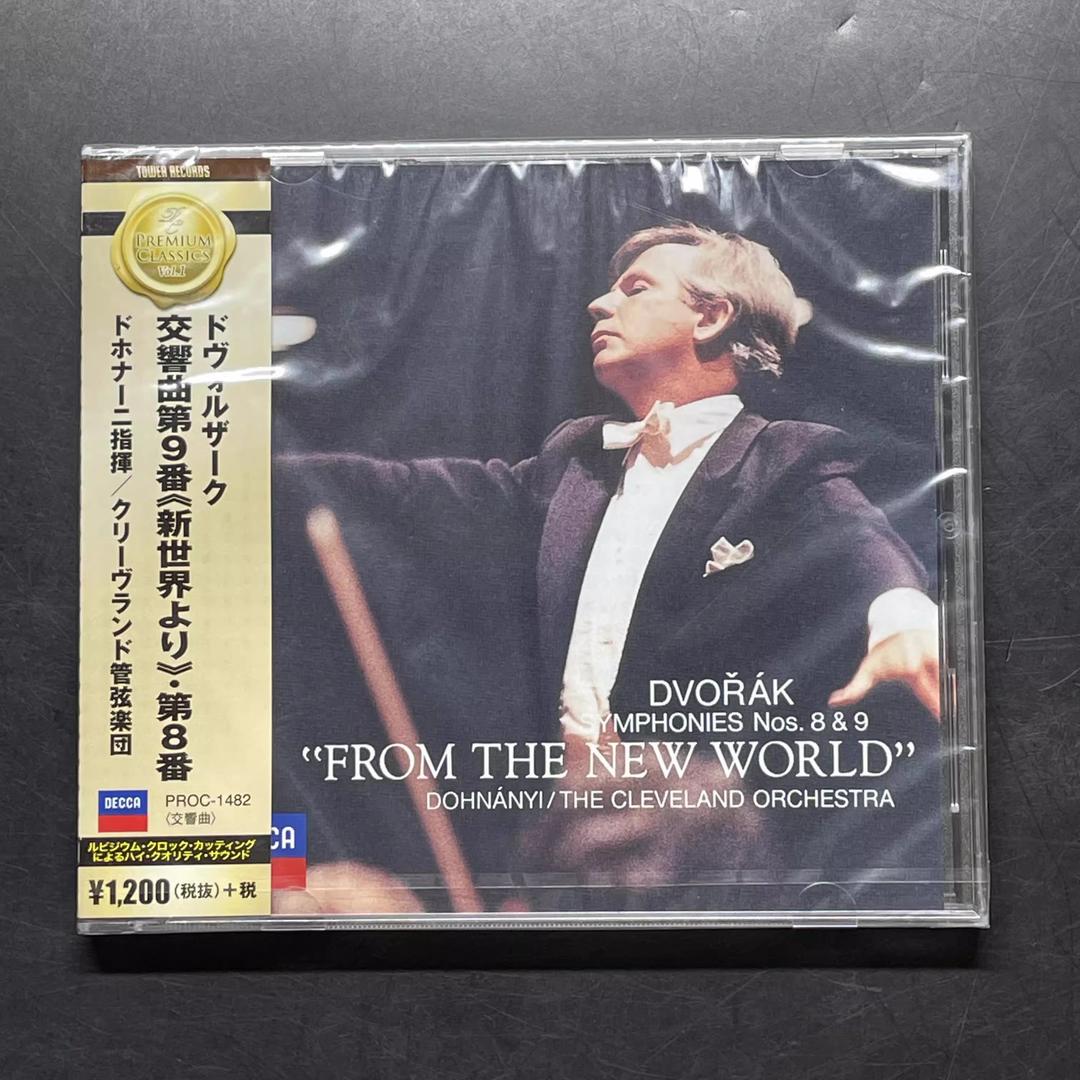 TOWER RECORDS
PREMIUM
CLASSICS
Vol.1
ドヴォルザーク
交響曲第9番《新世界より》・第8番
ドホナーニ指揮/クリーヴランド管弦楽団
DECCA
PROC-1482
〈交響曲〉
ルビジウム・クロック・カッティング
によるハイ・クオリティ・サウンド
¥1,200(税抜)+税
DVOŘÁK
SYMPHONIES Nos. 8 & 9
“FROM THE NEW WORLD”
DOHNÁNYI/THE CLEVELAND ORCHESTRA
CA